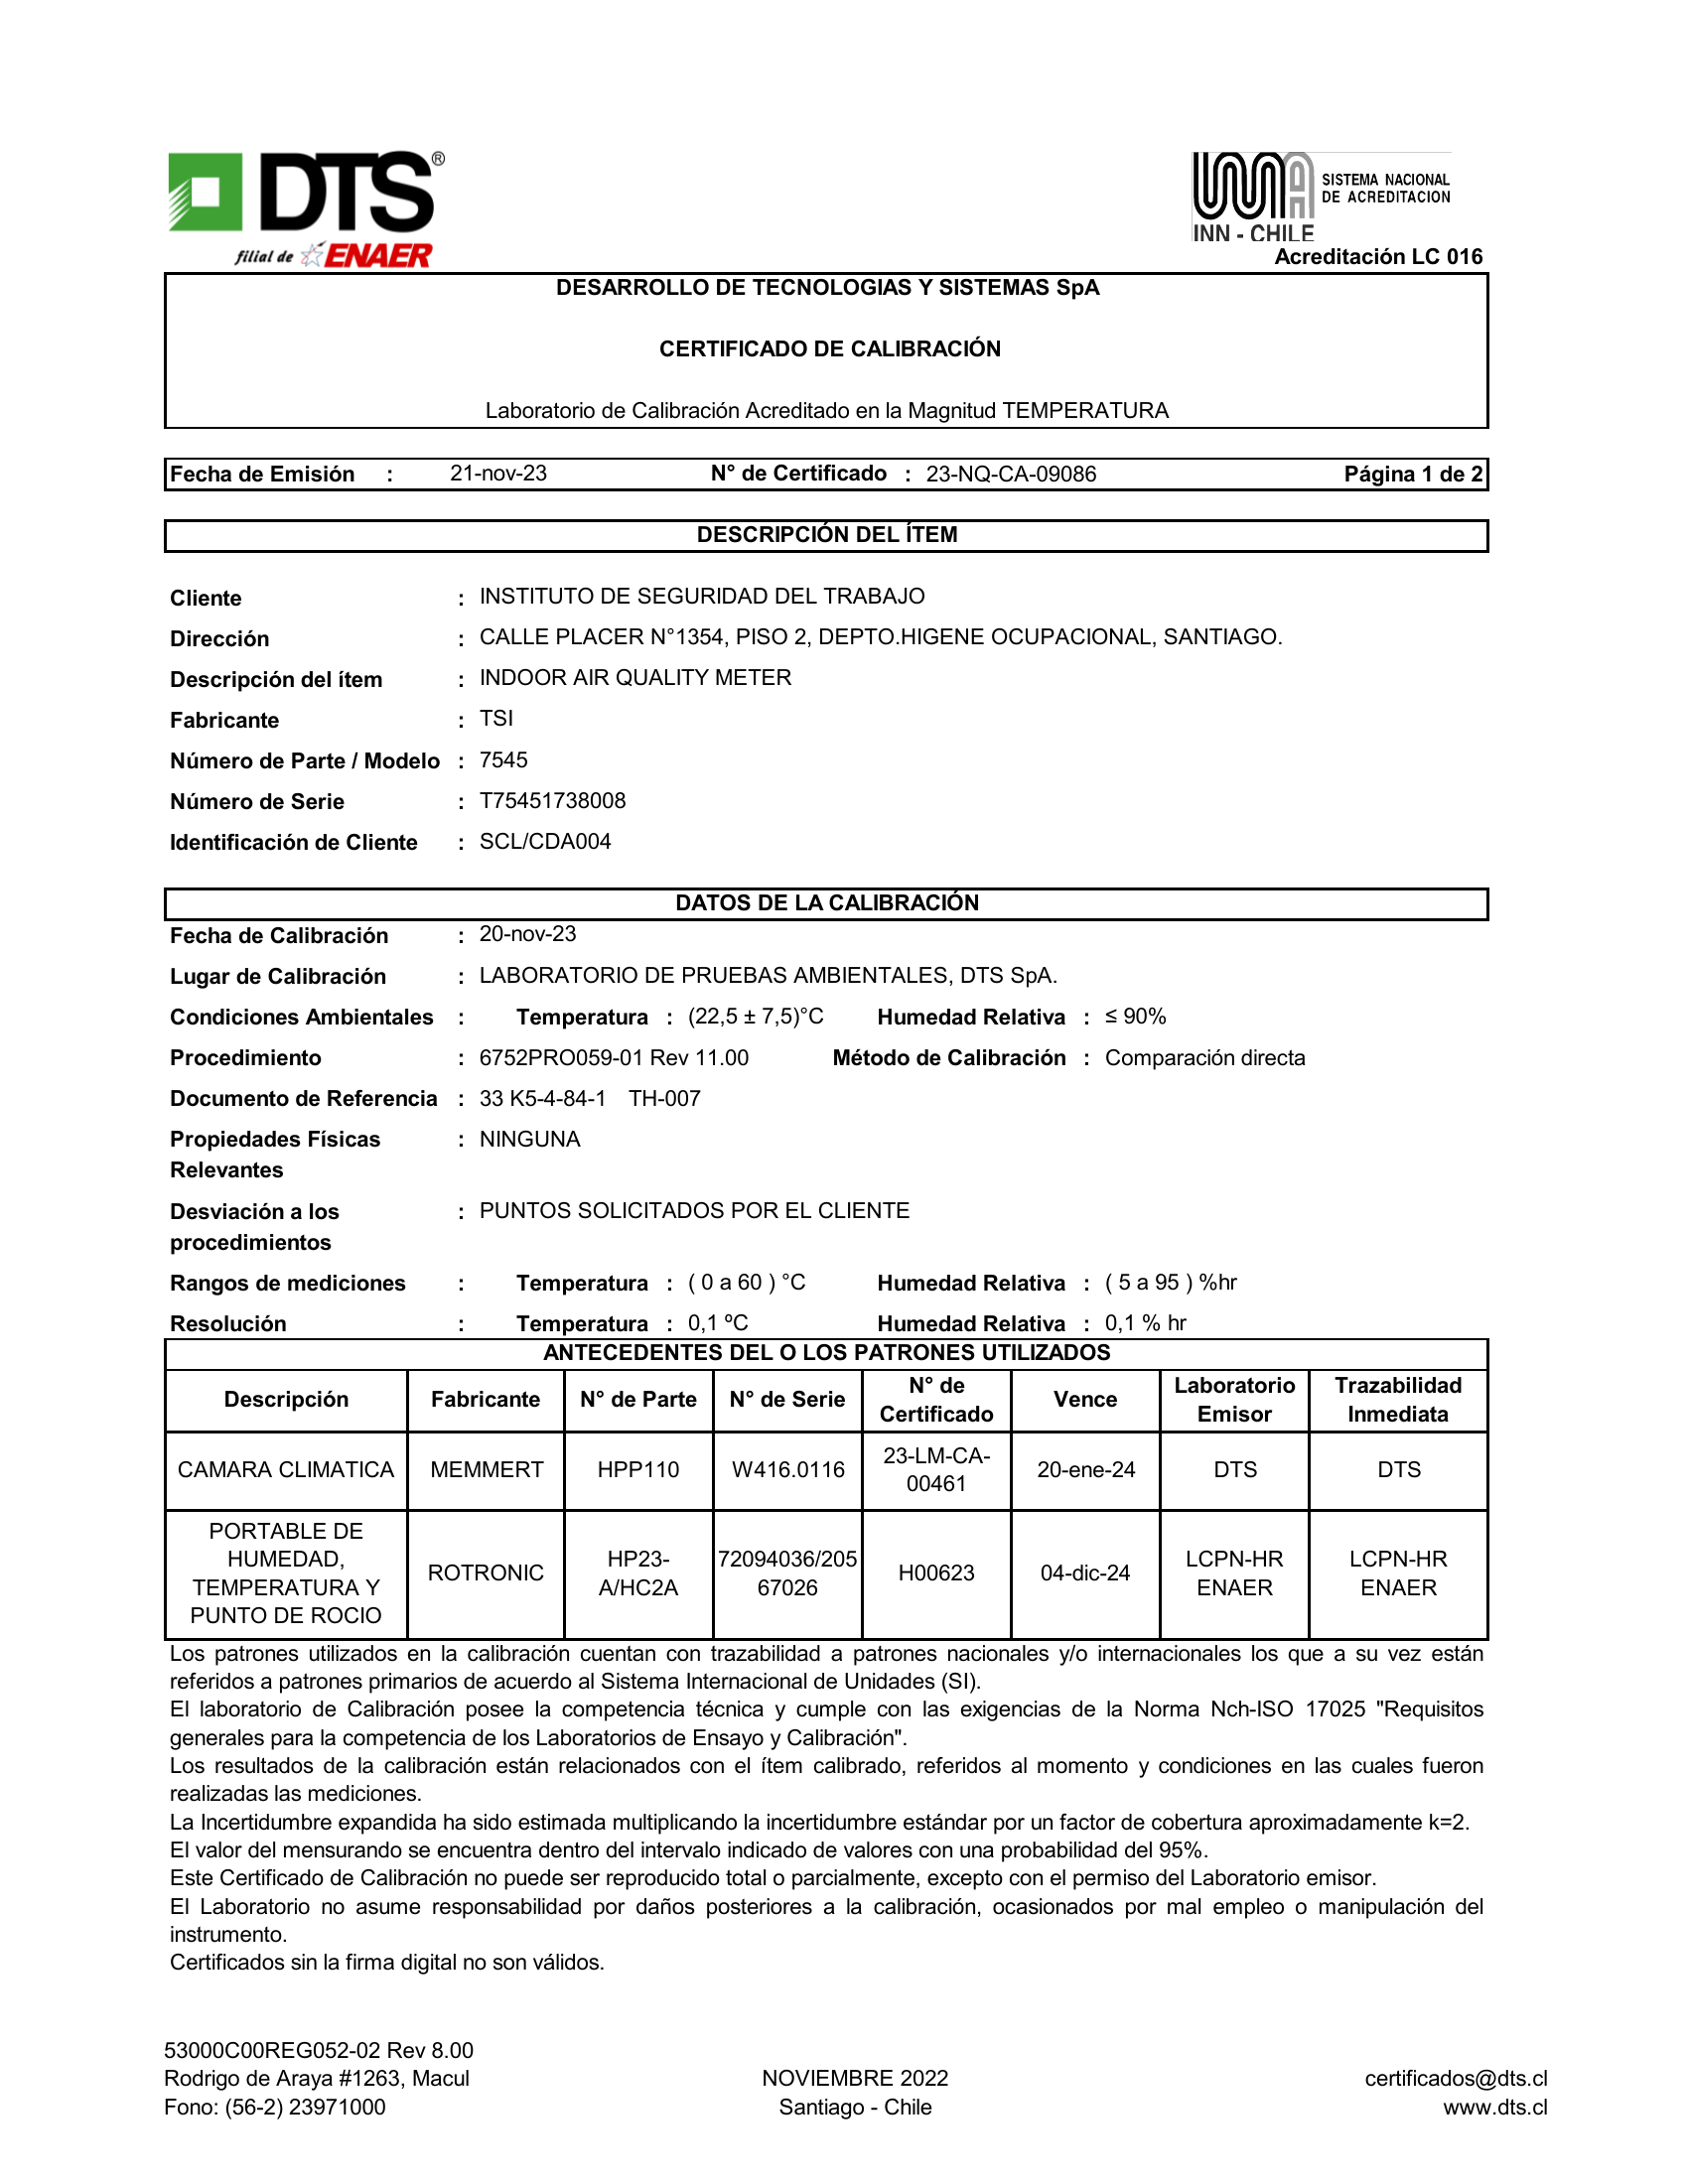 DTS®
filial de ENAER
SISTEMA NACIONAL
DE ACREDITACION
INN - CHILE
Acreditación LC 016
DESARROLLO DE TECNOLOGIAS Y SISTEMAS SpA
CERTIFICADO DE CALIBRACIÓN
Laboratorio de Calibración Acreditado en la Magnitud TEMPERATURA
Fecha de Emisión : 21-nov-23 N° de Certificado : 23-NQ-CA-09086 Página 1 de 2
DESCRIPCIÓN DEL ÍTEM
Cliente : INSTITUTO DE SEGURIDAD DEL TRABAJO
Dirección : CALLE PLACER N°1354, PISO 2, DEPTO.HIGENE OCUPACIONAL, SANTIAGO.
Descripción del ítem : INDOOR AIR QUALITY METER
Fabricante : TSI
Número de Parte / Modelo : 7545
Número de Serie : T75451738008
Identificación de Cliente : SCL/CDA004
DATOS DE LA CALIBRACIÓN
Fecha de Calibración : 20-nov-23
Lugar de Calibración : LABORATORIO DE PRUEBAS AMBIENTALES, DTS SpA.
Condiciones Ambientales : Temperatura : (22,5 ± 7,5)°C Humedad Relativa : ≤ 90%
Procedimiento : 6752PRO059-01 Rev 11.00 Método de Calibración : Comparación directa
Documento de Referencia : 33 K5-4-84-1 TH-007
Propiedades Físicas : NINGUNA
Relevantes
Desviación a los : PUNTOS SOLICITADOS POR EL CLIENTE
procedimientos
Rangos de mediciones : Temperatura : ( 0 a 60 ) °C Humedad Relativa : ( 5 a 95 ) %hr
Resolución : Temperatura : 0,1 ºC Humedad Relativa : 0,1 % hr
ANTECEDENTES DEL O LOS PATRONES UTILIZADOS
Descripción Fabricante N° de Parte N° de Serie N° de Certificado Vence Laboratorio Emisor Trazabilidad Inmediata
CAMARA CLIMATICA MEMMERT HPP110 W416.0116 23-LM-CA-00461 20-ene-24 DTS DTS
PORTABLE DE HUMEDAD, TEMPERATURA Y PUNTO DE ROCIO ROTRONIC HP23-A/HC2A 72094036/20567026 H00623 04-dic-24 LCPN-HR ENAER LCPN-HR ENAER
Los patrones utilizados en la calibración cuentan con trazabilidad a patrones nacionales y/o internacionales los que a su vez están
referidos a patrones primarios de acuerdo al Sistema Internacional de Unidades (SI).
El laboratorio de Calibración posee la competencia técnica y cumple con las exigencias de la Norma Nch-ISO 17025 "Requisitos
generales para la competencia de los Laboratorios de Ensayo y Calibración".
Los resultados de la calibración están relacionados con el ítem calibrado, referidos al momento y condiciones en las cuales fueron
realizadas las mediciones.
La Incertidumbre expandida ha sido estimada multiplicando la incertidumbre estándar por un factor de cobertura aproximadamente k=2.
El valor del mensurando se encuentra dentro del intervalo indicado de valores con una probabilidad del 95%.
Este Certificado de Calibración no puede ser reproducido total o parcialmente, excepto con el permiso del Laboratorio emisor.
El Laboratorio no asume responsabilidad por daños posteriores a la calibración, ocasionados por mal empleo o manipulación del
instrumento.
Certificados sin la firma digital no son válidos.
53000C00REG052-02 Rev 8.00
Rodrigo de Araya #1263, Macul NOVIEMBRE 2022 certificados@dts.cl
Fono: (56-2) 23971000 Santiago - Chile www.dts.cl